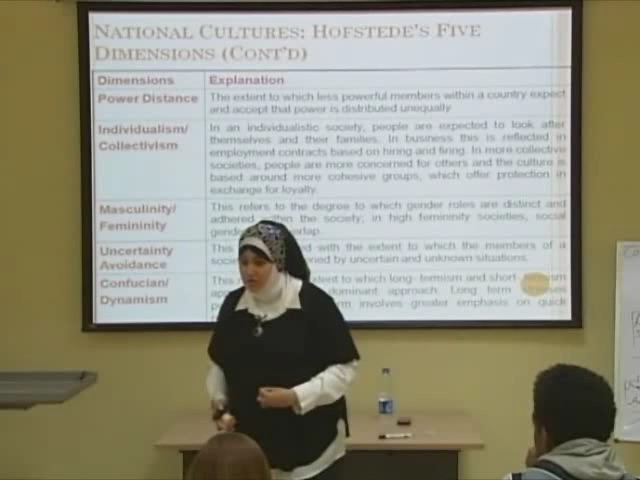 NATIONAL CULTURES: HOFSTEDE'S FIVE
DIMENSIONS (CONT'D)
Dimensions Explanation
Power Distance The extent to which less powerful members within a country expect
and accept that power is distributed unequally
Individualism/ In an individualistic society, people are expected to look after
Collectivism themselves and their families. In business this is reflected in
employment contracts based on hiring and firing. In more collective
societies, people are more concerned for others and the culture is
based around more cohesive groups, which offer protection in
exchange for loyalty.
Masculinity/ This refers to the degree to which gender roles are distinct and
Femininity adhered within the society; in high femininity societies, social
gender
Uncertainty This with the extent to which the members of a
Avoidance by uncertain and unknown situations.
Confucian/ This extent to which long- termism and short
Dynamism dominant approach. Long term
involves greater emphasis on quick